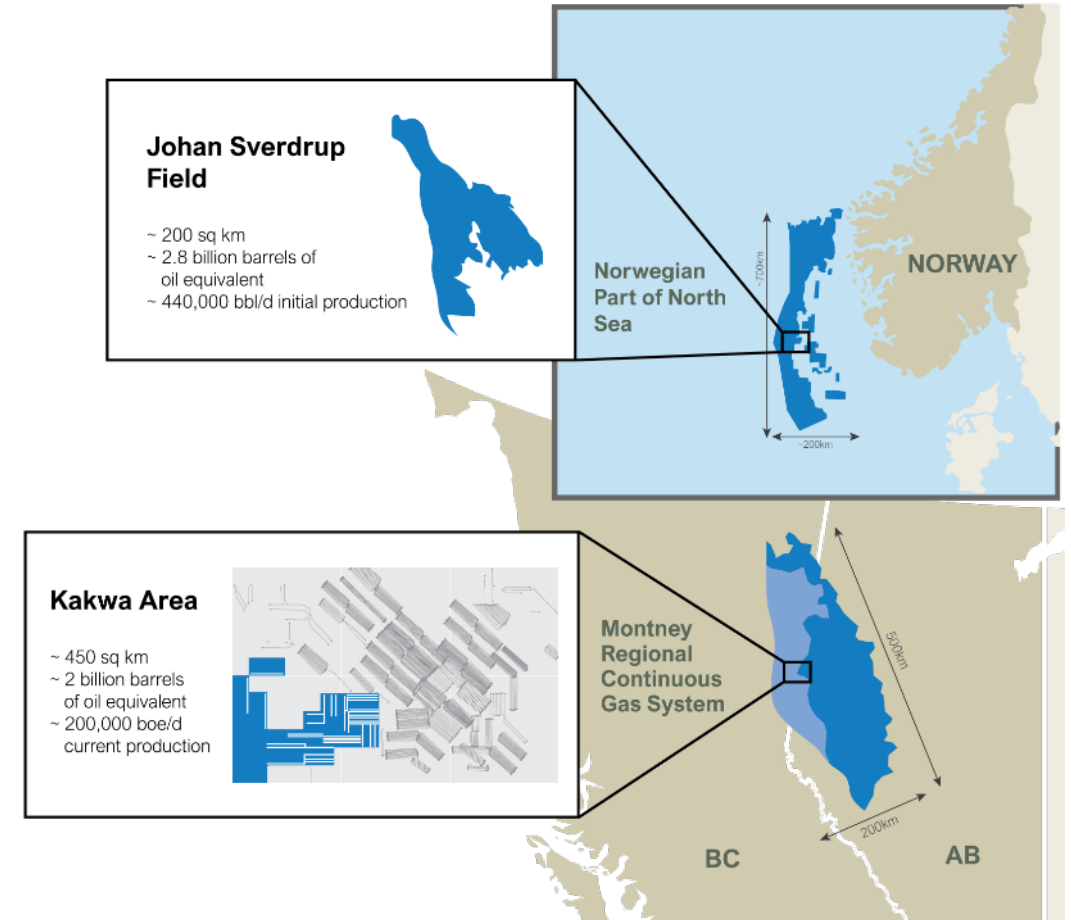 Johan Sverdrup
Field
~ 200 sq km
~ 2.8 billion barrels of
oil equivalent
~ 440,000 bbl/d initial production
Norwegian
Part of North
Sea
~700km
~200km
NORWAY
Kakwa Area
~ 450 sq km
~ 2 billion barrels
of oil equivalent
~ 200,000 boe/d
current production
Montney
Regional
Continuous
Gas System
500km
200km
BC
AB